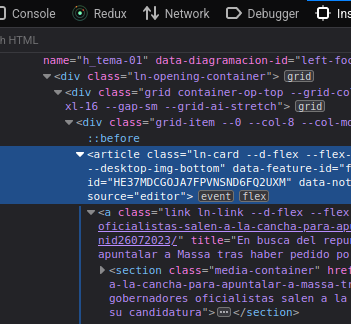 Console Redux Network Debugger Ins
h HTML
name="h_tema-01" data-diagramacion-id="left-foc
<div class="ln-opening-container"> grid
<div class="grid container-op-top --grid-col
xl-16 --gap-sm --grid-ai-stretch"> grid
<div class="grid-item --0 --col-8 --col-mo
::before
<article class="ln-card --d-flex --flex-
--desktop-img-bottom" data-feature-id="f
id="HE37MDCGOJA7FPVNSND6FQ2UXM" data-not
source="editor"> event flex
<a class="link ln-link --d-flex --flex
oficialistas-salen-a-la-cancha-para-apu
nid26072023/" title="En busca del repun
apuntalar a Massa tras haber pedido po
<section class="media-container" href
a-la-cancha-para-apuntalar-a-massa-tr
gobernadores oficialistas salen a la
su candidatura"> ... </section>